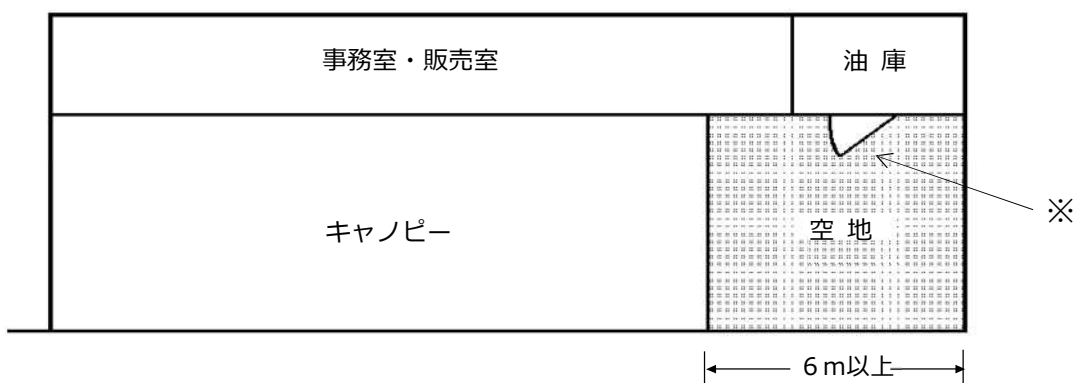 事務室・販売室
油 庫
キャノピー
空 地
※
６ｍ以上